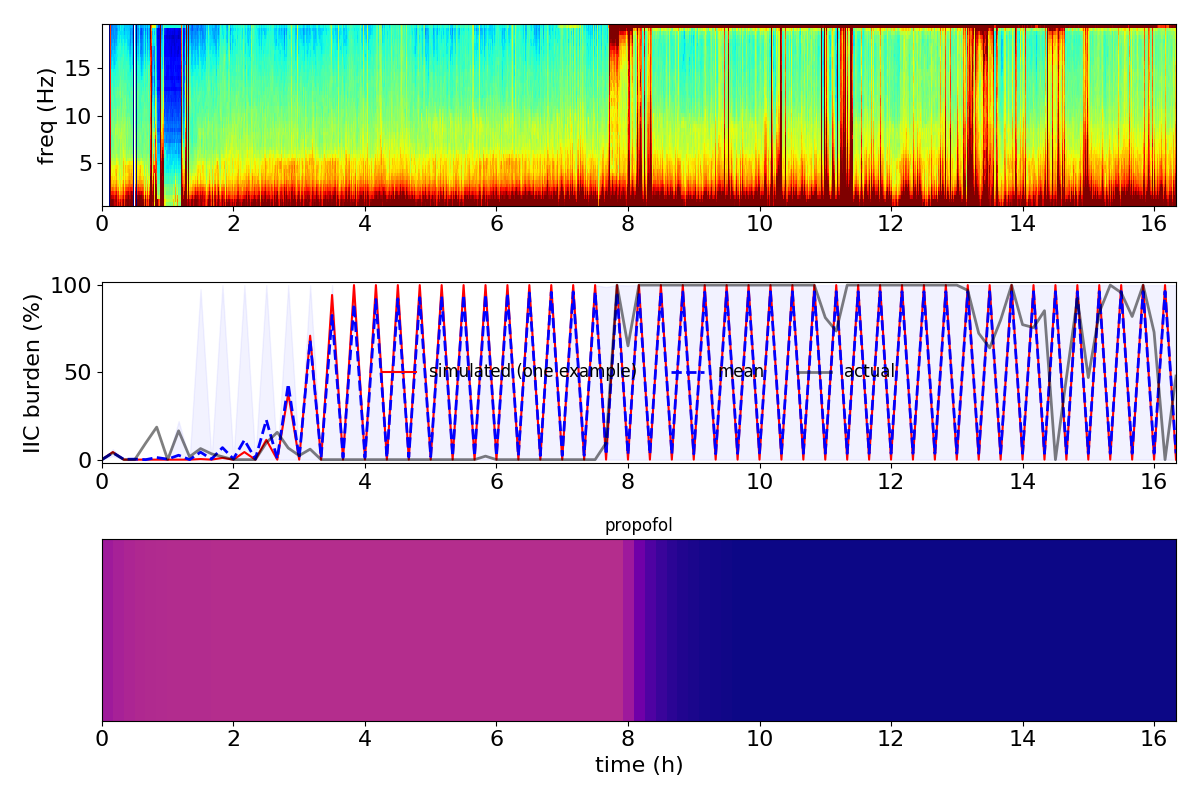 freq (Hz)
15
10
5
0 2 4 6 8 10 12 14 16
IIC burden (%)
100
50
0
simulated (one example) mean actual
0 2 4 6 8 10 12 14 16
propofol
0 2 4 6 8 10 12 14 16
time (h)